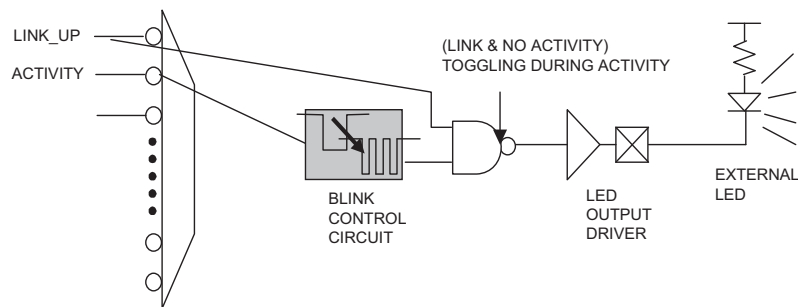 LINK_UP
ACTIVITY
(LINK & NO ACTIVITY)
TOGGLING DURING ACTIVITY
BLINK
CONTROL
CIRCUIT
LED
OUTPUT
DRIVER
EXTERNAL
LED